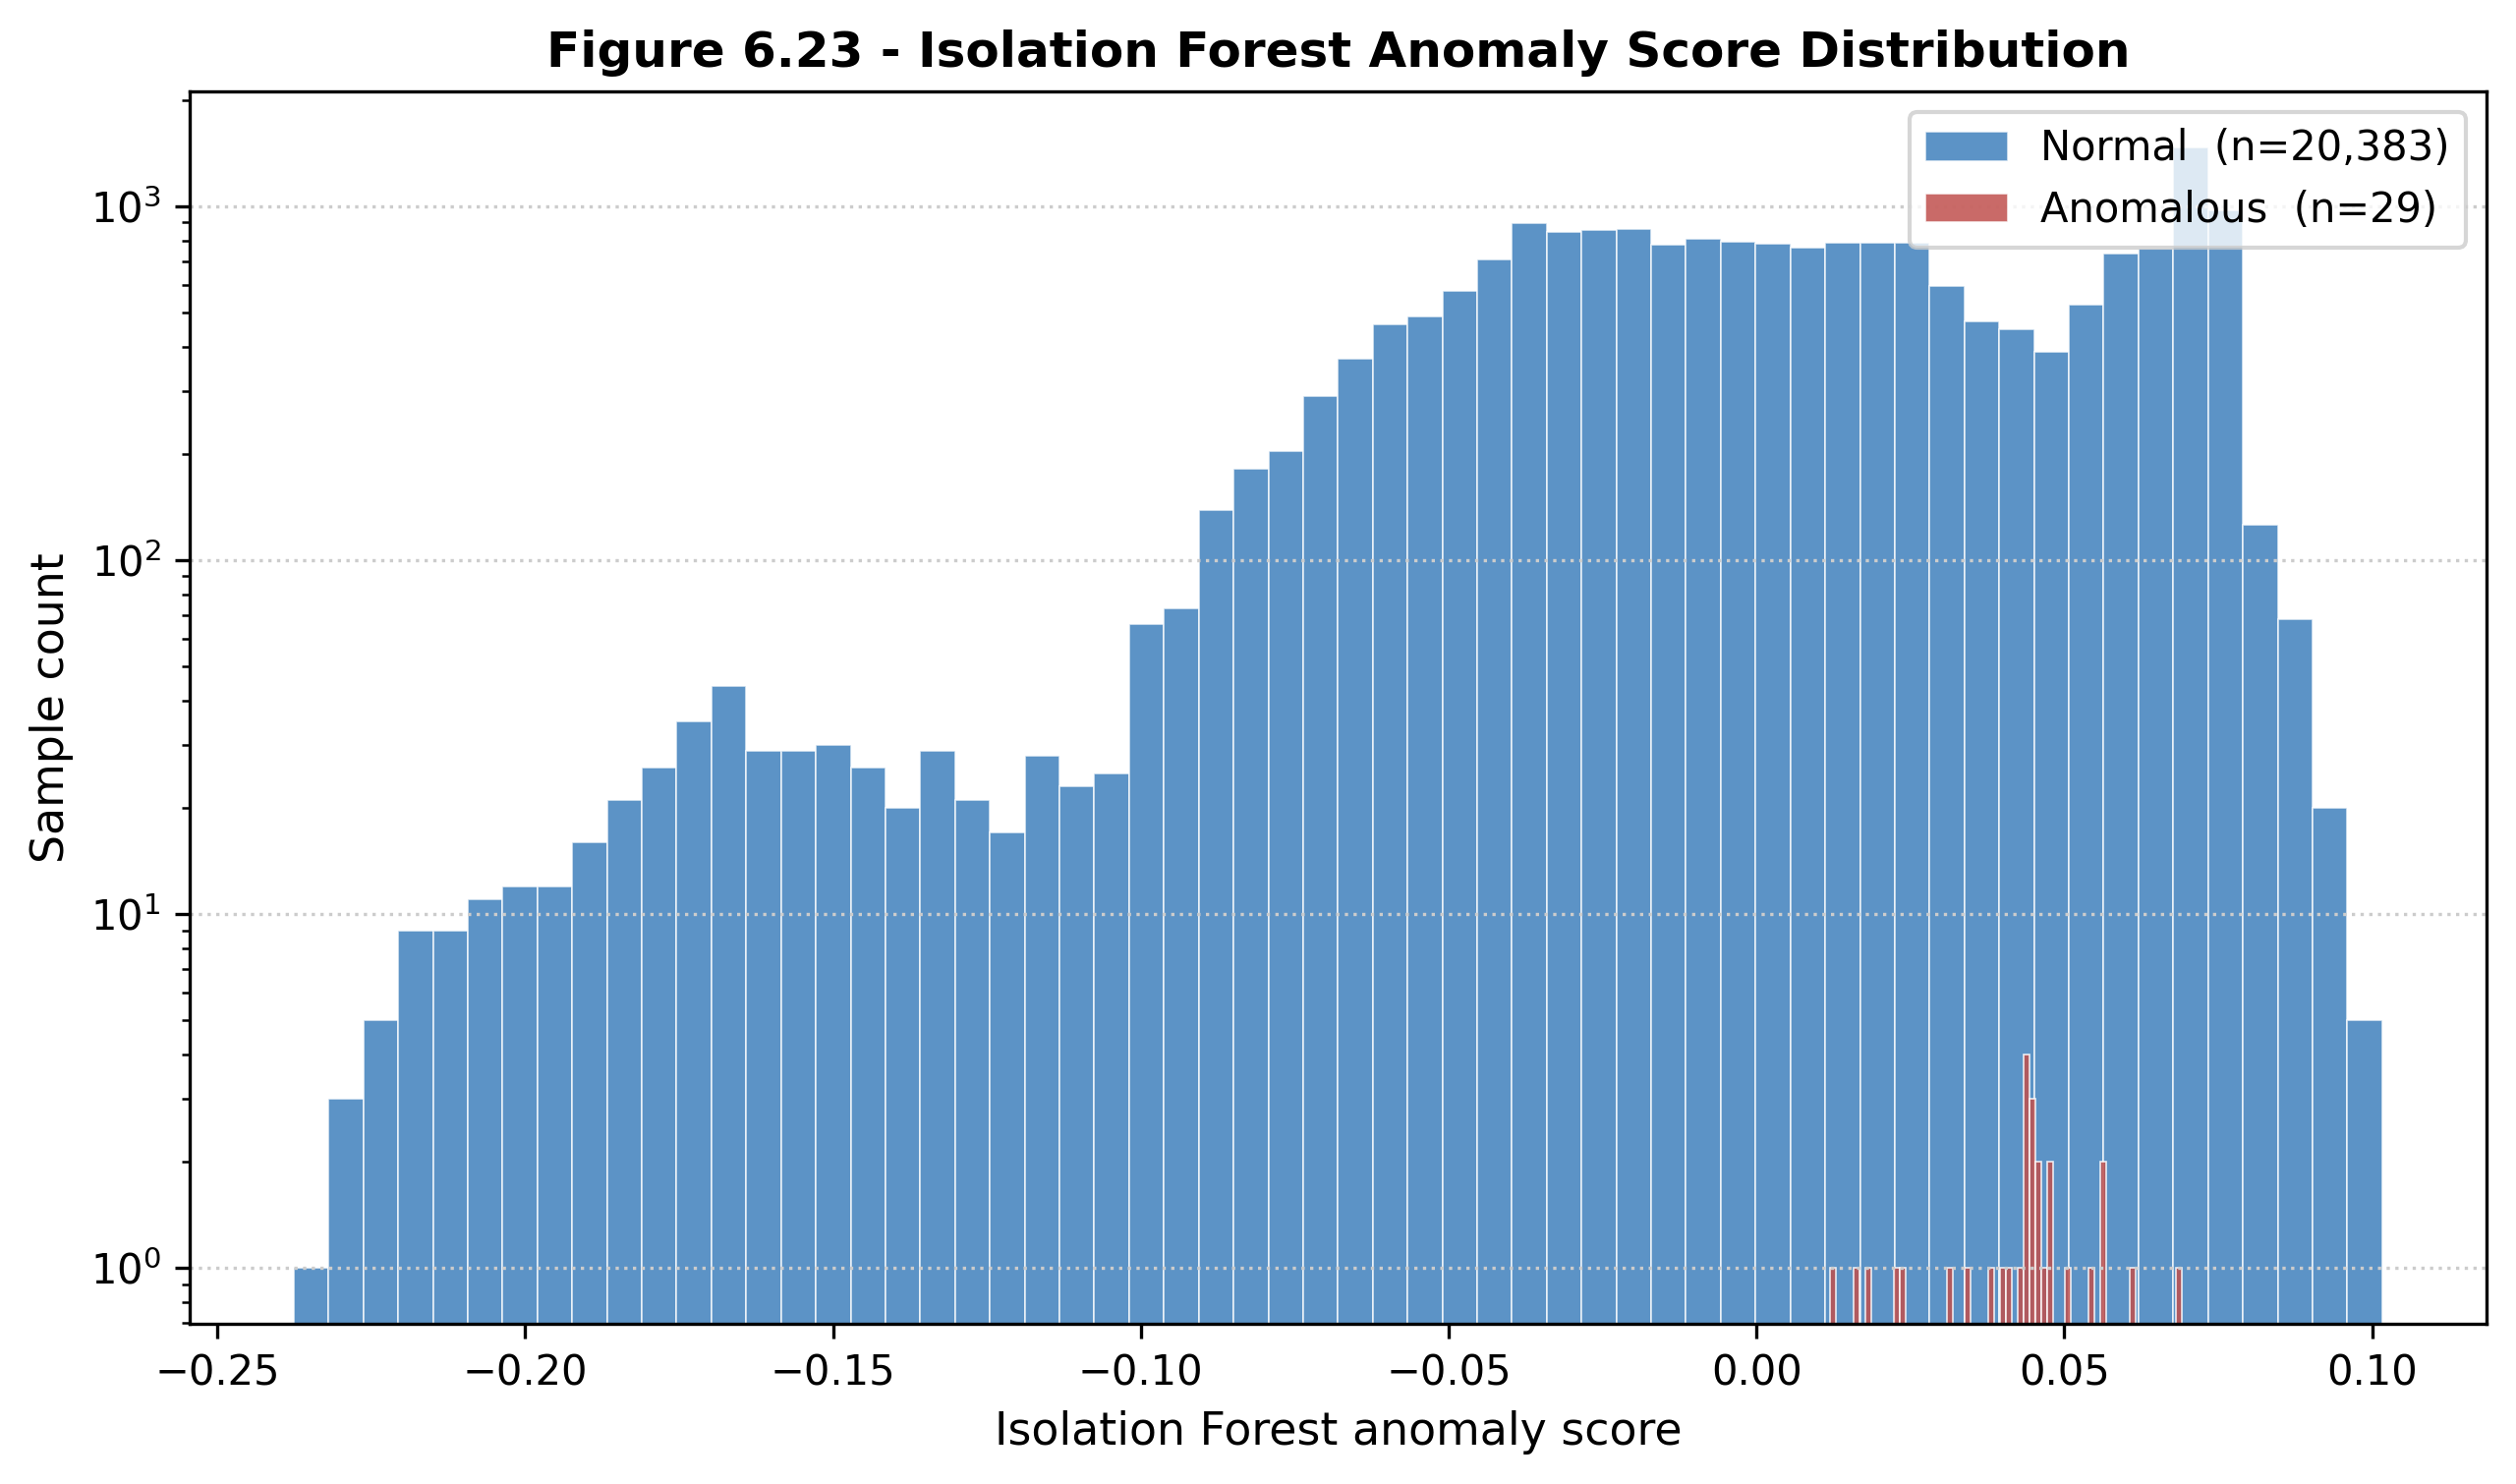 Figure 6.23 - Isolation Forest Anomaly Score Distribution
Normal (n=20,383)
Anomalous (n=29)
10³
10²
10¹
10⁰
Sample count
−0.25 −0.20 −0.15 −0.10 −0.05 0.00 0.05 0.10
Isolation Forest anomaly score